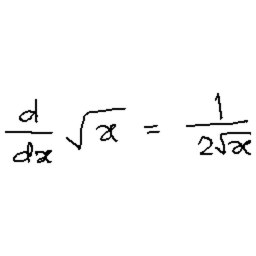 d/dx √x = 1/(2√x)